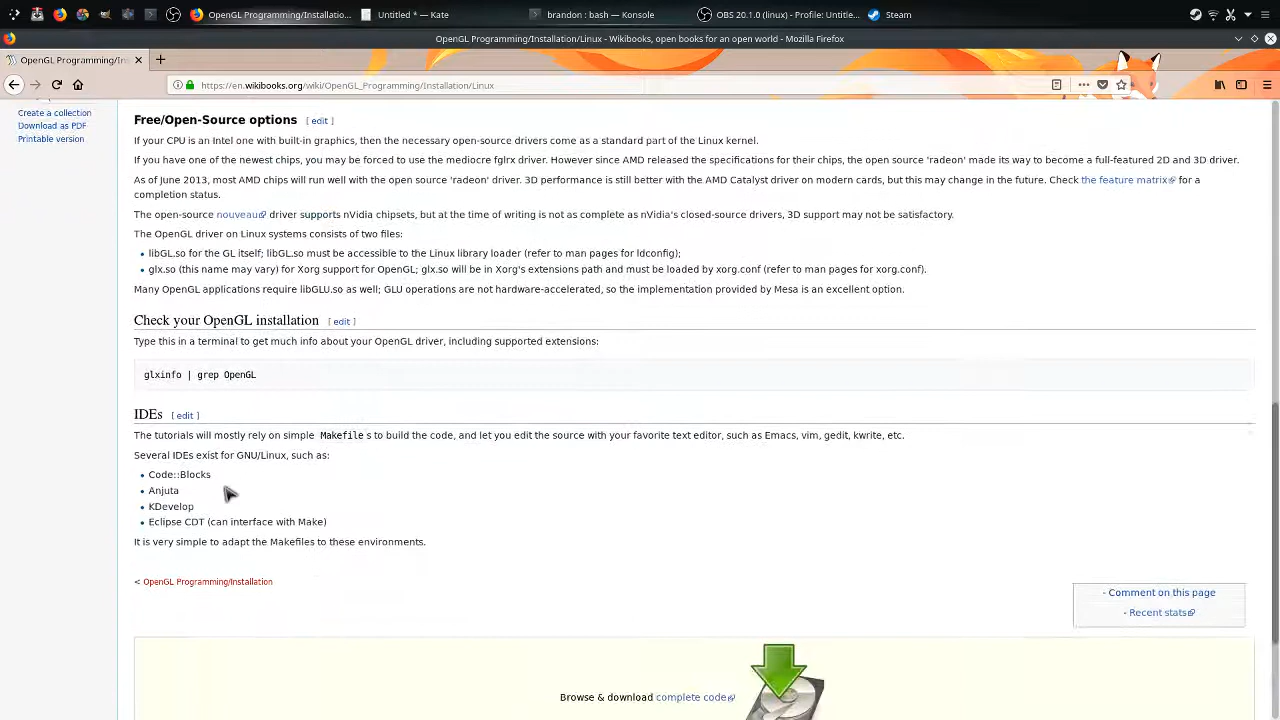 OpenGL Programming/Installatio...
Untitled * — Kate
brandon : bash — Konsole
OBS 20.1.0 (linux) - Profile: Untitle...
Steam
OpenGL Programming/Installation/Linux - Wikibooks, open books for an open world - Mozilla Firefox
OpenGL Programming/In
https://en.wikibooks.org/wiki/OpenGL_Programming/Installation/Linux
Create a collection
Download as PDF
Printable version
Free/Open-Source options [ edit ]
If your CPU is an Intel one with built-in graphics, then the necessary open-source drivers come as a standard part of the Linux kernel.
If you have one of the newest chips, you may be forced to use the mediocre fglrx driver. However since AMD released the specifications for their chips, the open source 'radeon' made its way to become a full-featured 2D and 3D driver.
As of June 2013, most AMD chips will run well with the open source 'radeon' driver. 3D performance is still better with the AMD Catalyst driver on modern cards, but this may change in the future. Check the feature matrix for a
completion status.
The open-source nouveau driver supports nVidia chipsets, but at the time of writing is not as complete as nVidia's closed-source drivers, 3D support may not be satisfactory.
The OpenGL driver on Linux systems consists of two files:
libGL.so for the GL itself; libGL.so must be accessible to the Linux library loader (refer to man pages for ldconfig);
glx.so (this name may vary) for Xorg support for OpenGL; glx.so will be in Xorg's extensions path and must be loaded by xorg.conf (refer to man pages for xorg.conf).
Many OpenGL applications require libGLU.so as well; GLU operations are not hardware-accelerated, so the implementation provided by Mesa is an excellent option.
Check your OpenGL installation [ edit ]
Type this in a terminal to get much info about your OpenGL driver, including supported extensions:
glxinfo | grep OpenGL
IDEs [ edit ]
The tutorials will mostly rely on simple Makefile s to build the code, and let you edit the source with your favorite text editor, such as Emacs, vim, gedit, kwrite, etc.
Several IDEs exist for GNU/Linux, such as:
Code::Blocks
Anjuta
KDevelop
Eclipse CDT (can interface with Make)
It is very simple to adapt the Makefiles to these environments.
< OpenGL Programming/Installation
- Comment on this page
- Recent stats
Browse & download complete code